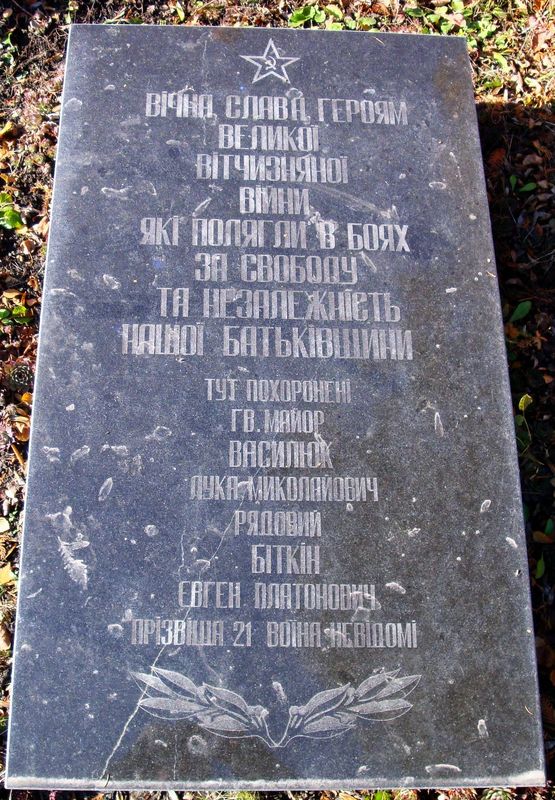 ВІЧНА СЛАВА ГЕРОЯМ
ВЕЛИКОЇ
ВІТЧИЗНЯНОЇ
ВІЙНИ
ЯКІ ПОЛЯГЛИ В БОЯХ
ЗА СВОБОДУ
ТА НЕЗАЛЕЖНІСТЬ
НАШОЇ БАТЬКІВЩИНИ
ТУТ ПОХОРОНЕНІ
ГВ. МАЙОР
ВАСИЛЮК
ЛУКА МИКОЛАЙОВИЧ
РЯДОВИЙ
БІТКІН
ЄВГЕН ПЛАТОНОВИЧ
ПРІЗВІЩА 21 ВОЇНА НЕВІДОМІ